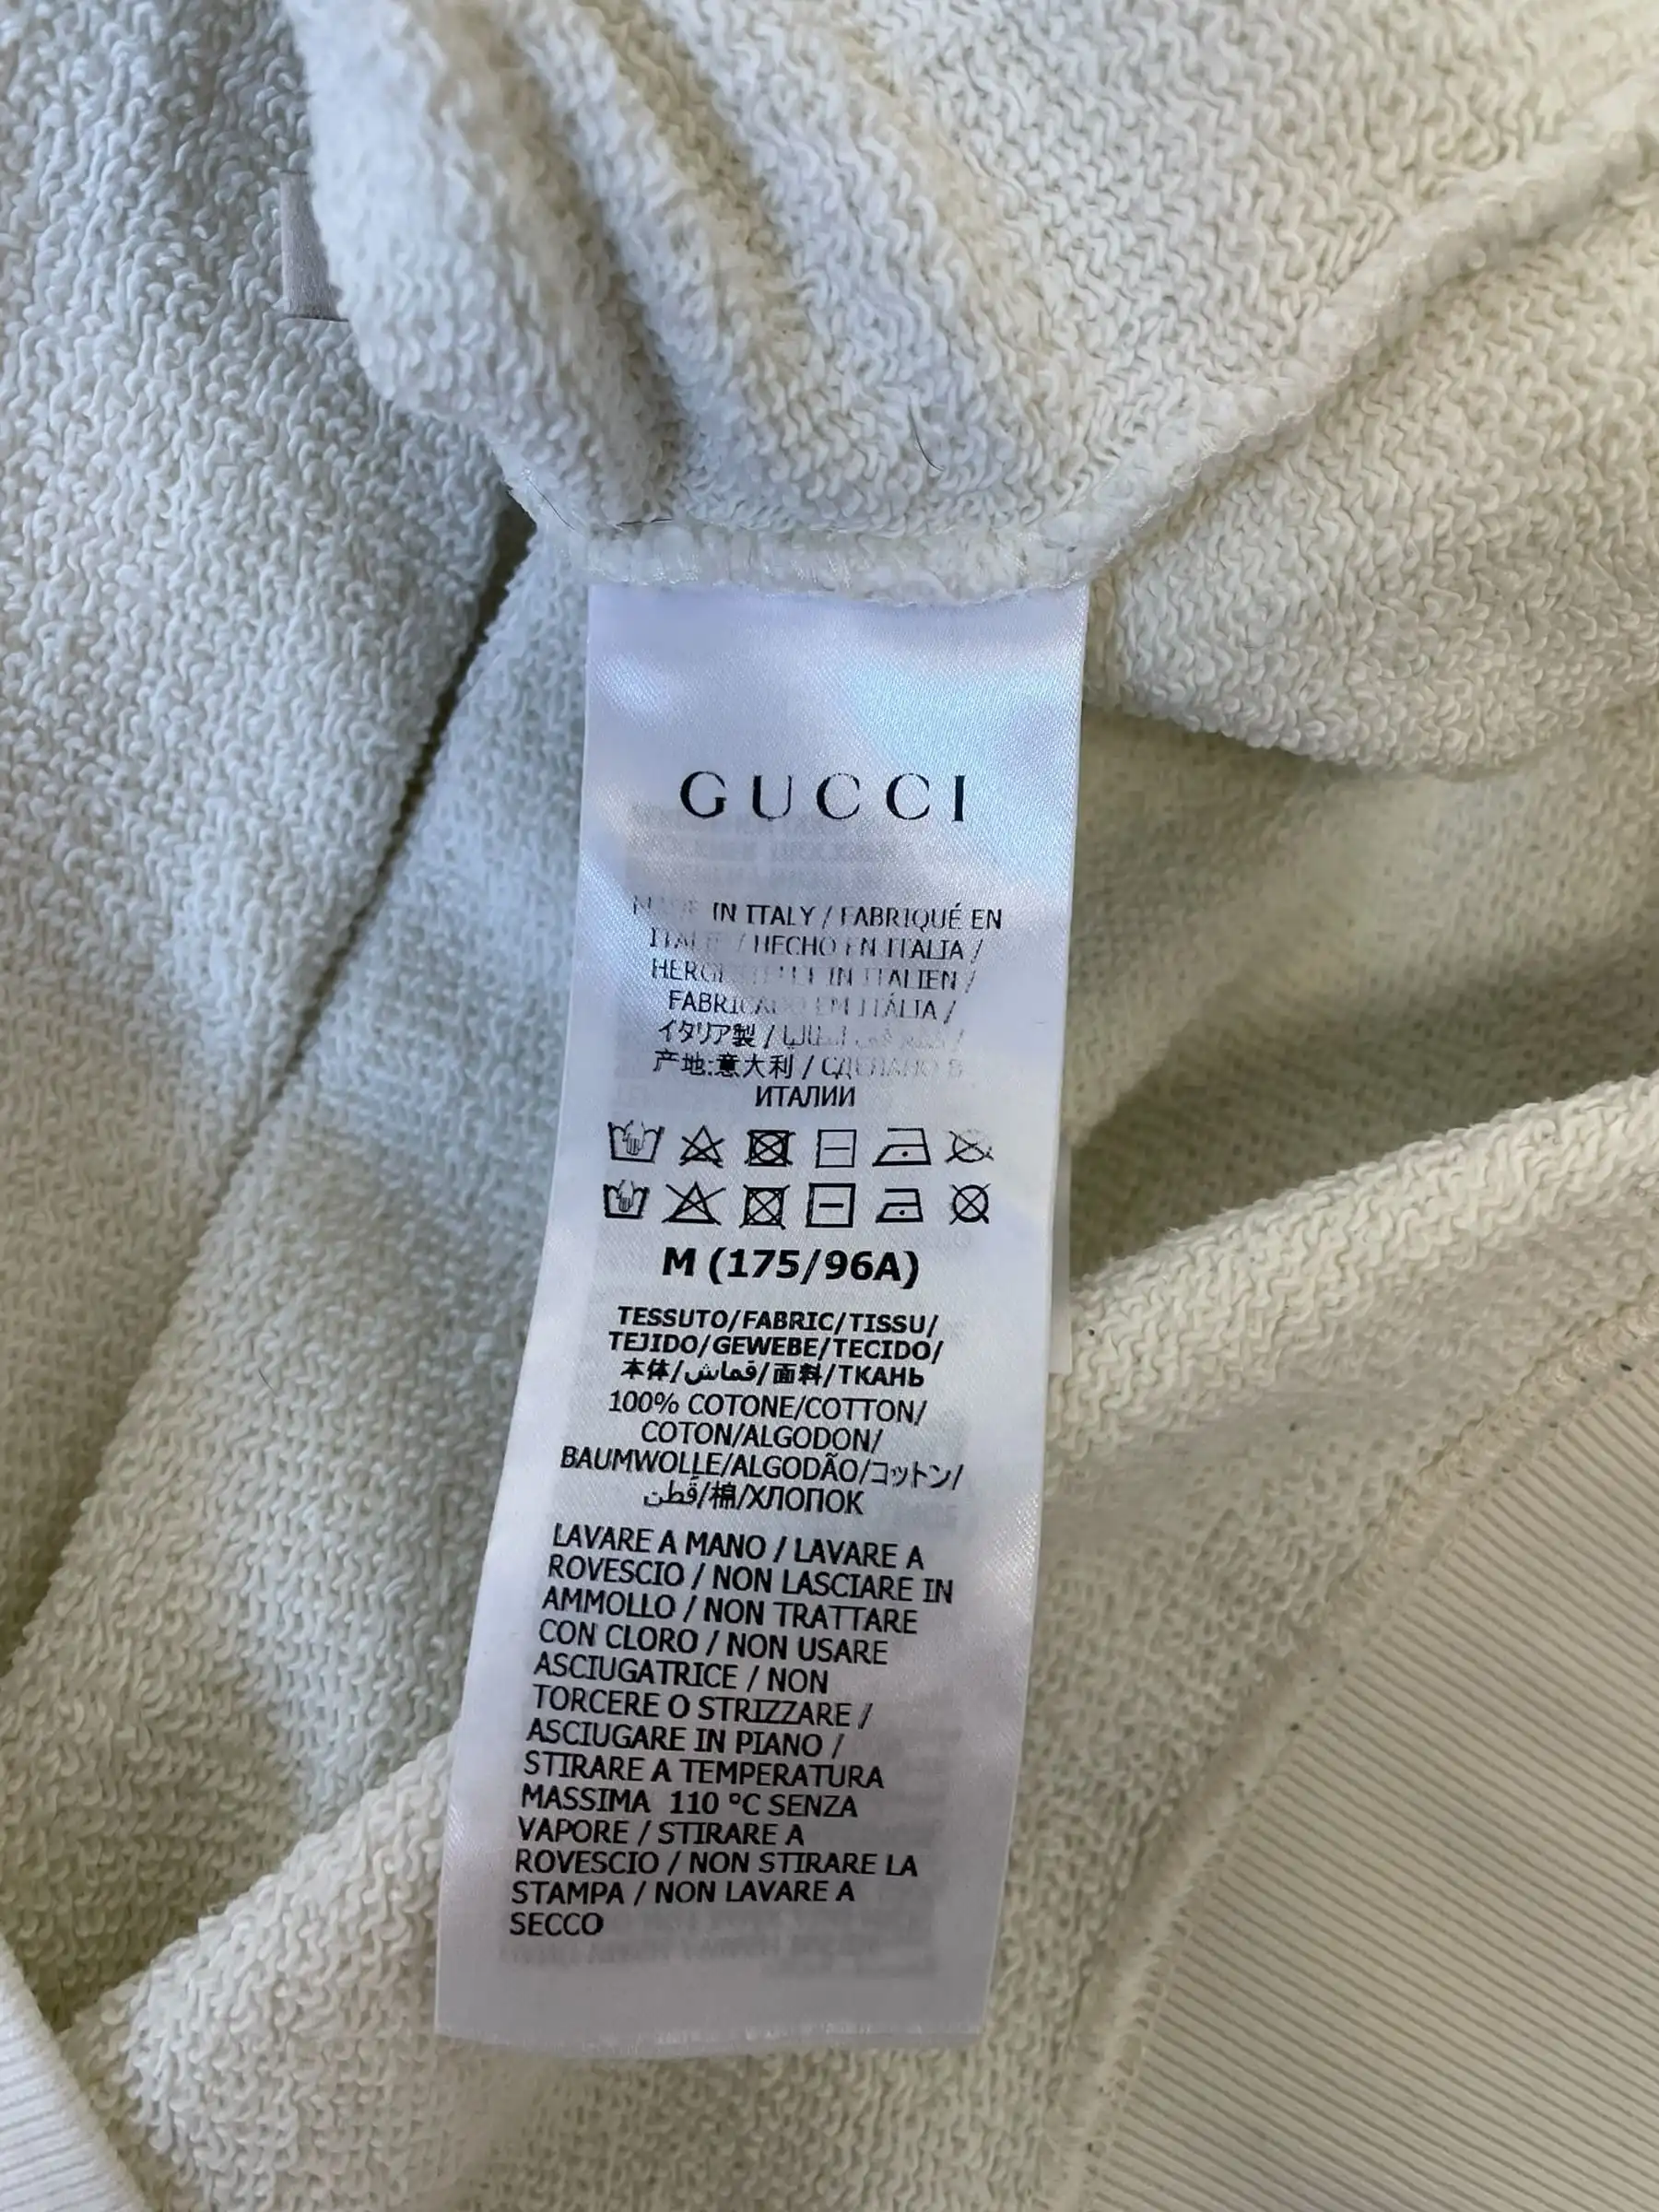 GUCCI
IN ITALY / FABRIQUÉ EN
/ HECHO EN ITALIA /
IN ITALIEN /
FABRICADO EM ITÁLIA /
イタリア製 /
产地:意大利 / СДЕЛАНО В
ИТАЛИИ
M (175/96A)
TESSUTO/FABRIC/TISSU/
TEJIDO/GEWEBE/TECIDO/
本体/قماش/面料/ТКАНЬ
100% COTONE/COTTON/
COTON/ALGODON/
BAUMWOLLE/ALGODÃO/コットン/
قطن/棉/ХЛОПОК
LAVARE A MANO / LAVARE A
ROVESCIO / NON LASCIARE IN
AMMOLLO / NON TRATTARE
CON CLORO / NON USARE
ASCIUGATRICE / NON
TORCERE O STRIZZARE /
ASCIUGARE IN PIANO /
STIRARE A TEMPERATURA
MASSIMA 110 °C SENZA
VAPORE / STIRARE A
ROVESCIO / NON STIRARE LA
STAMPA / NON LAVARE A
SECCO